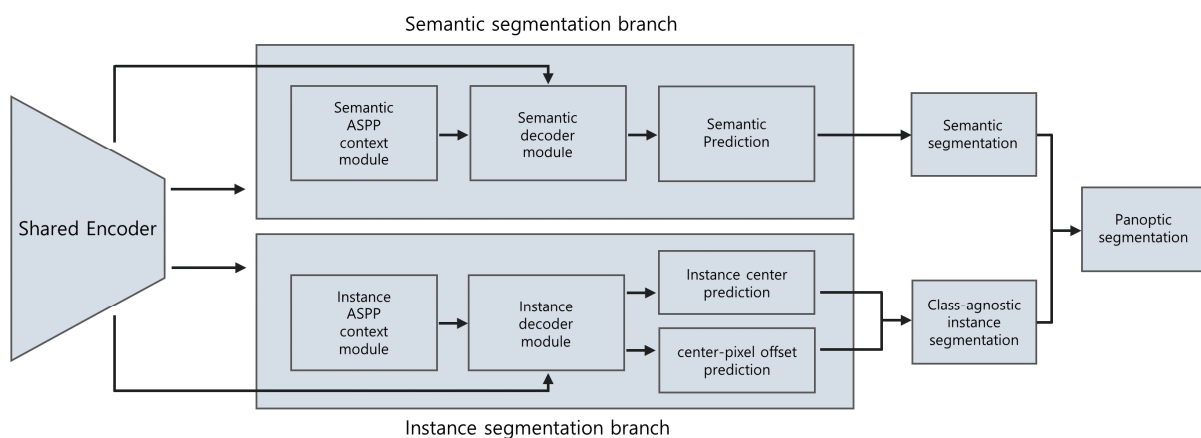 Semantic segmentation branch
Semantic
ASPP
context
module
Semantic
decoder
module
Semantic
Prediction
Semantic
segmentation
Shared Encoder
Panoptic
segmentation
Instance
ASPP
context
module
Instance
decoder
module
Instance center
prediction
center-pixel offset
prediction
Class-agnostic
instance
segmentation
Instance segmentation branch